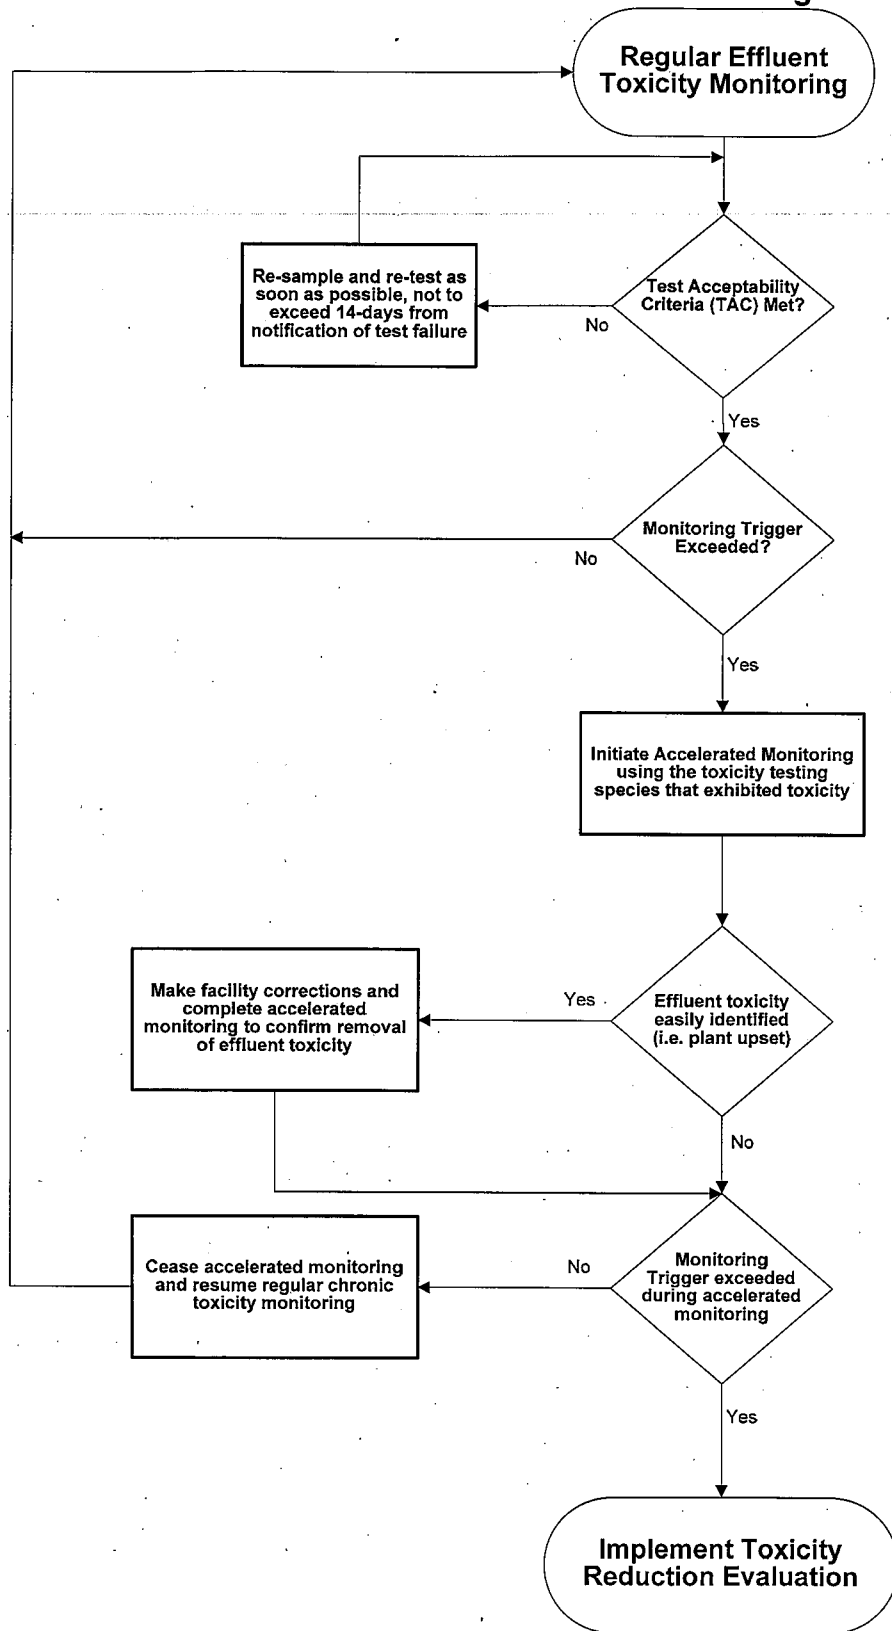 Regular Effluent
Toxicity Monitoring
Re-sample and re-test as
soon as possible, not to
exceed 14-days from
notification of test failure
No
Test Acceptability
Criteria (TAC) Met?
Yes
Monitoring Trigger
Exceeded?
No
Yes
Initiate Accelerated Monitoring
using the toxicity testing
species that exhibited toxicity
Make facility corrections and
complete accelerated
monitoring to confirm removal
of effluent toxicity
Yes
Effluent toxicity
easily identified
(i.e. plant upset)
No
Cease accelerated monitoring
and resume regular chronic
toxicity monitoring
No
Monitoring
Trigger exceeded
during accelerated
monitoring
Yes
Implement Toxicity
Reduction Evaluation